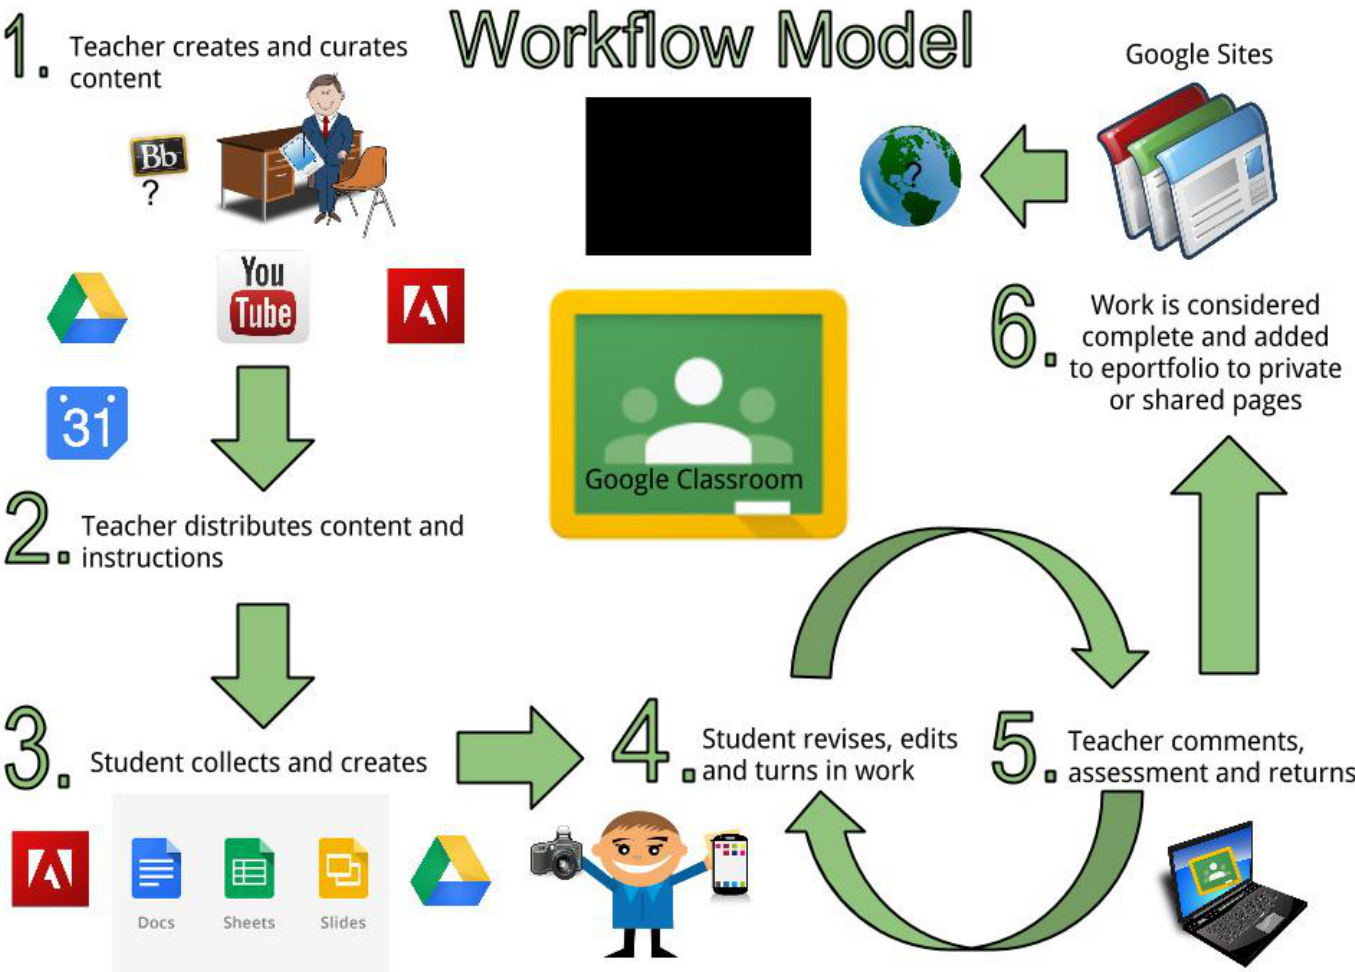 Workflow Model
1.
Teacher creates and curates
content
Bb
?
You
Tube
31
2.
Teacher distributes content and
instructions
3.
Student collects and creates
Docs
Sheets
Slides
Google Classroom
4.
Student revises, edits
and turns in work
5.
Teacher comments,
assessment and returns
6.
Work is considered
complete and added
to eportfolio to private
or shared pages
Google Sites
?